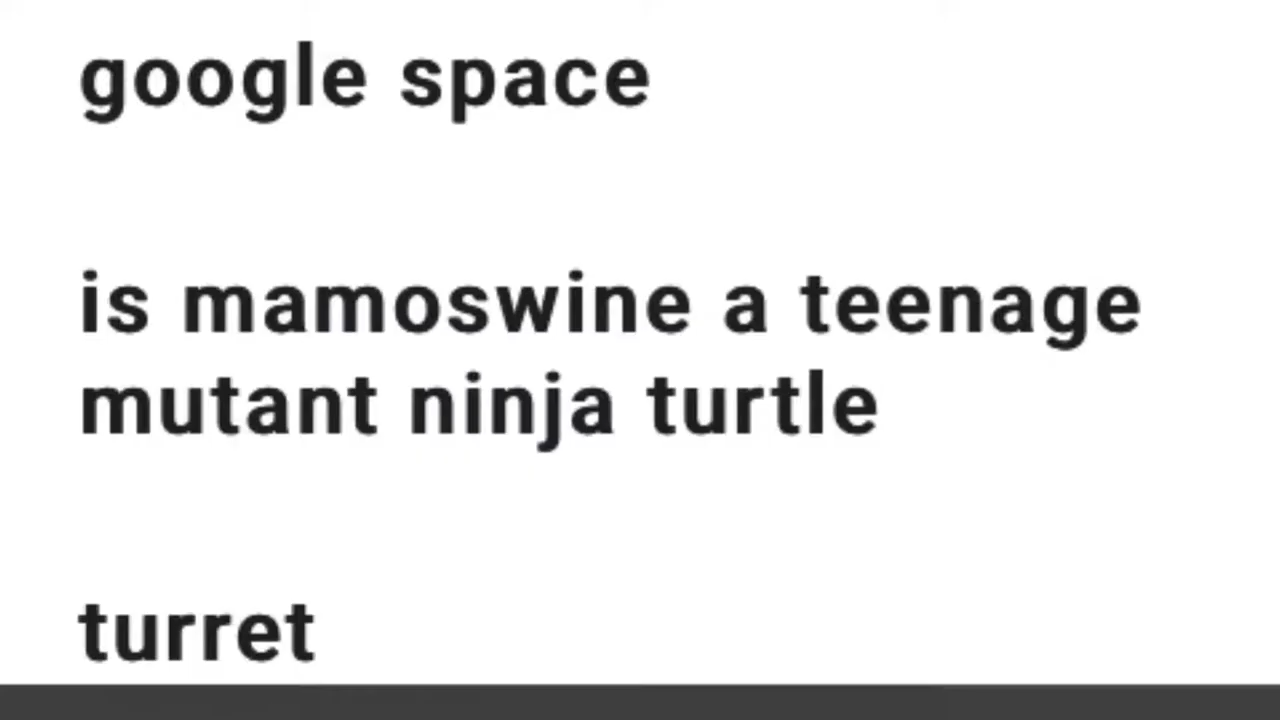 google space
is mamoswine a teenage
mutant ninja turtle
turret